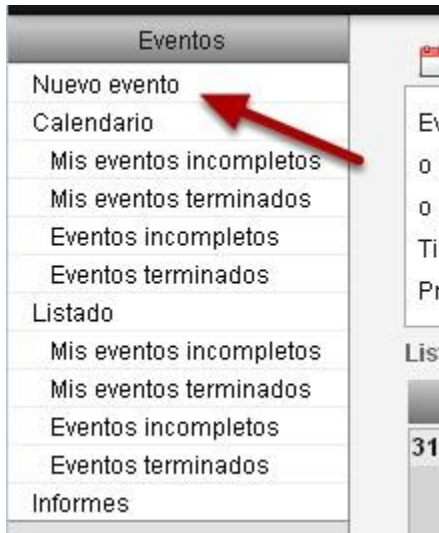 Eventos
Nuevo evento
Calendario
Mis eventos incompletos
Mis eventos terminados
Eventos incompletos
Eventos terminados
Listado
Mis eventos incompletos
Mis eventos terminados
Eventos incompletos
Eventos terminados
Informes
o
o
31